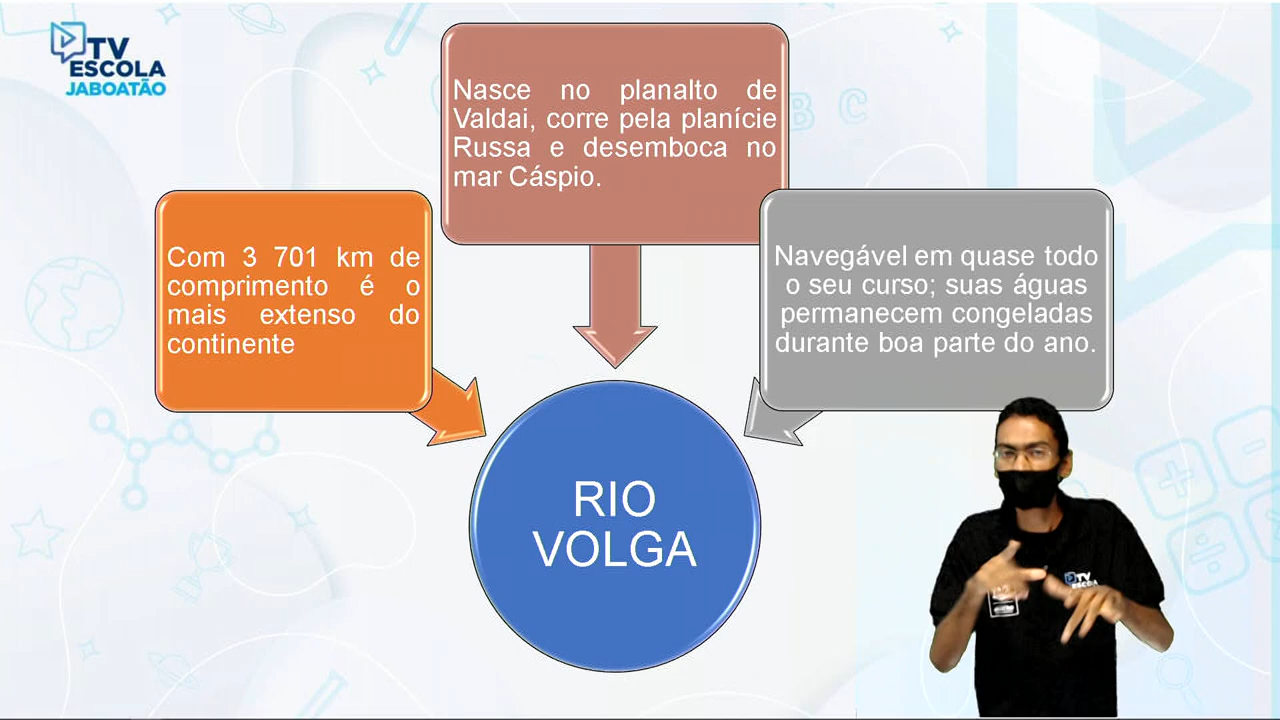 TV
ESCOLA
JABOATÃO
Nasce no planalto de
Valdai, corre pela planície
Russa e desemboca no
mar Cáspio.
Com 3 701 km de
comprimento é o
mais extenso do
continente
Navegável em quase todo
o seu curso; suas águas
permanecem congeladas
durante boa parte do ano.
RIO
VOLGA
B C
TV
ESCOLA